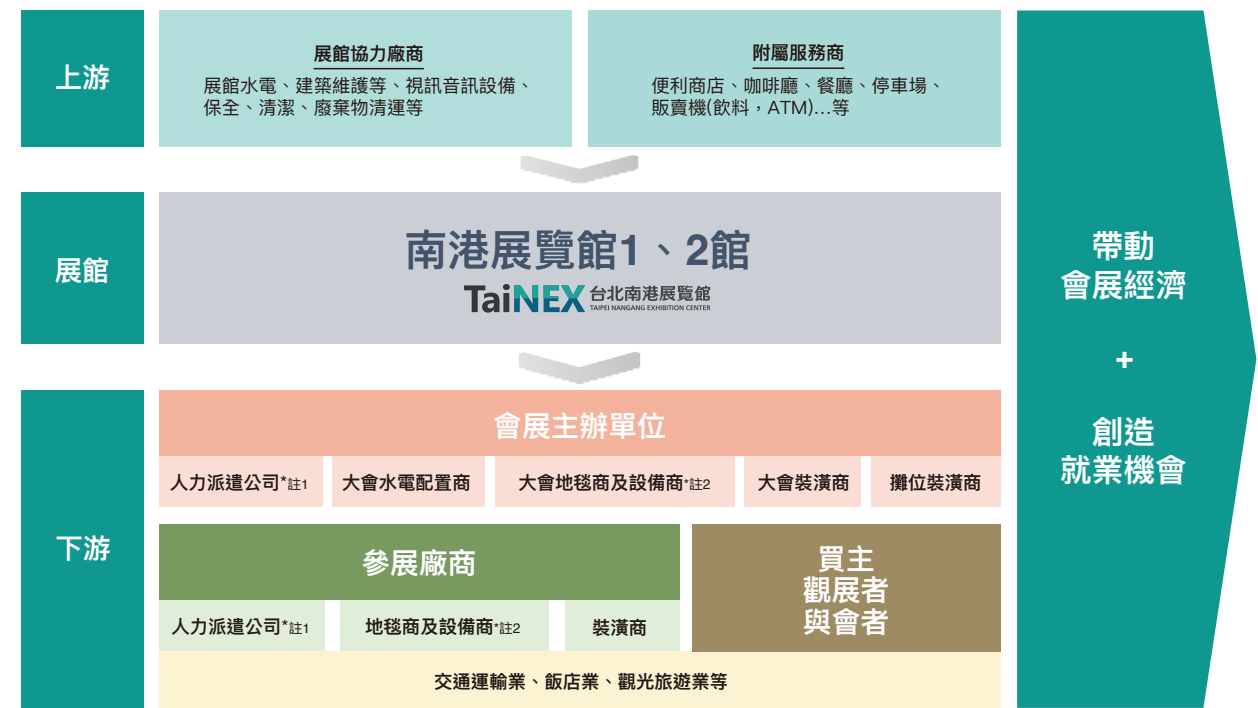 上游
展館協力廠商
展館水電、建築維護等、視訊音訊設備、
保全、清潔、廢棄物清運等
附屬服務商
便利商店、咖啡廳、餐廳、停車場、
販賣機(飲料，ATM)...等
展館
南港展覽館1、2館
TaiNEX 台北南港展覽館
TAIPEI NANGANG EXHIBITION CENTER
下游
會展主辦單位
人力派遣公司*註1
大會水電配置商
大會地毯商及設備商*註2
大會裝潢商
攤位裝潢商
參展廠商
人力派遣公司*註1
地毯商及設備商*註2
裝潢商
買主
觀展者
與會者
交通運輸業、飯店業、觀光旅遊業等
帶動
會展經濟
+
創造
就業機會